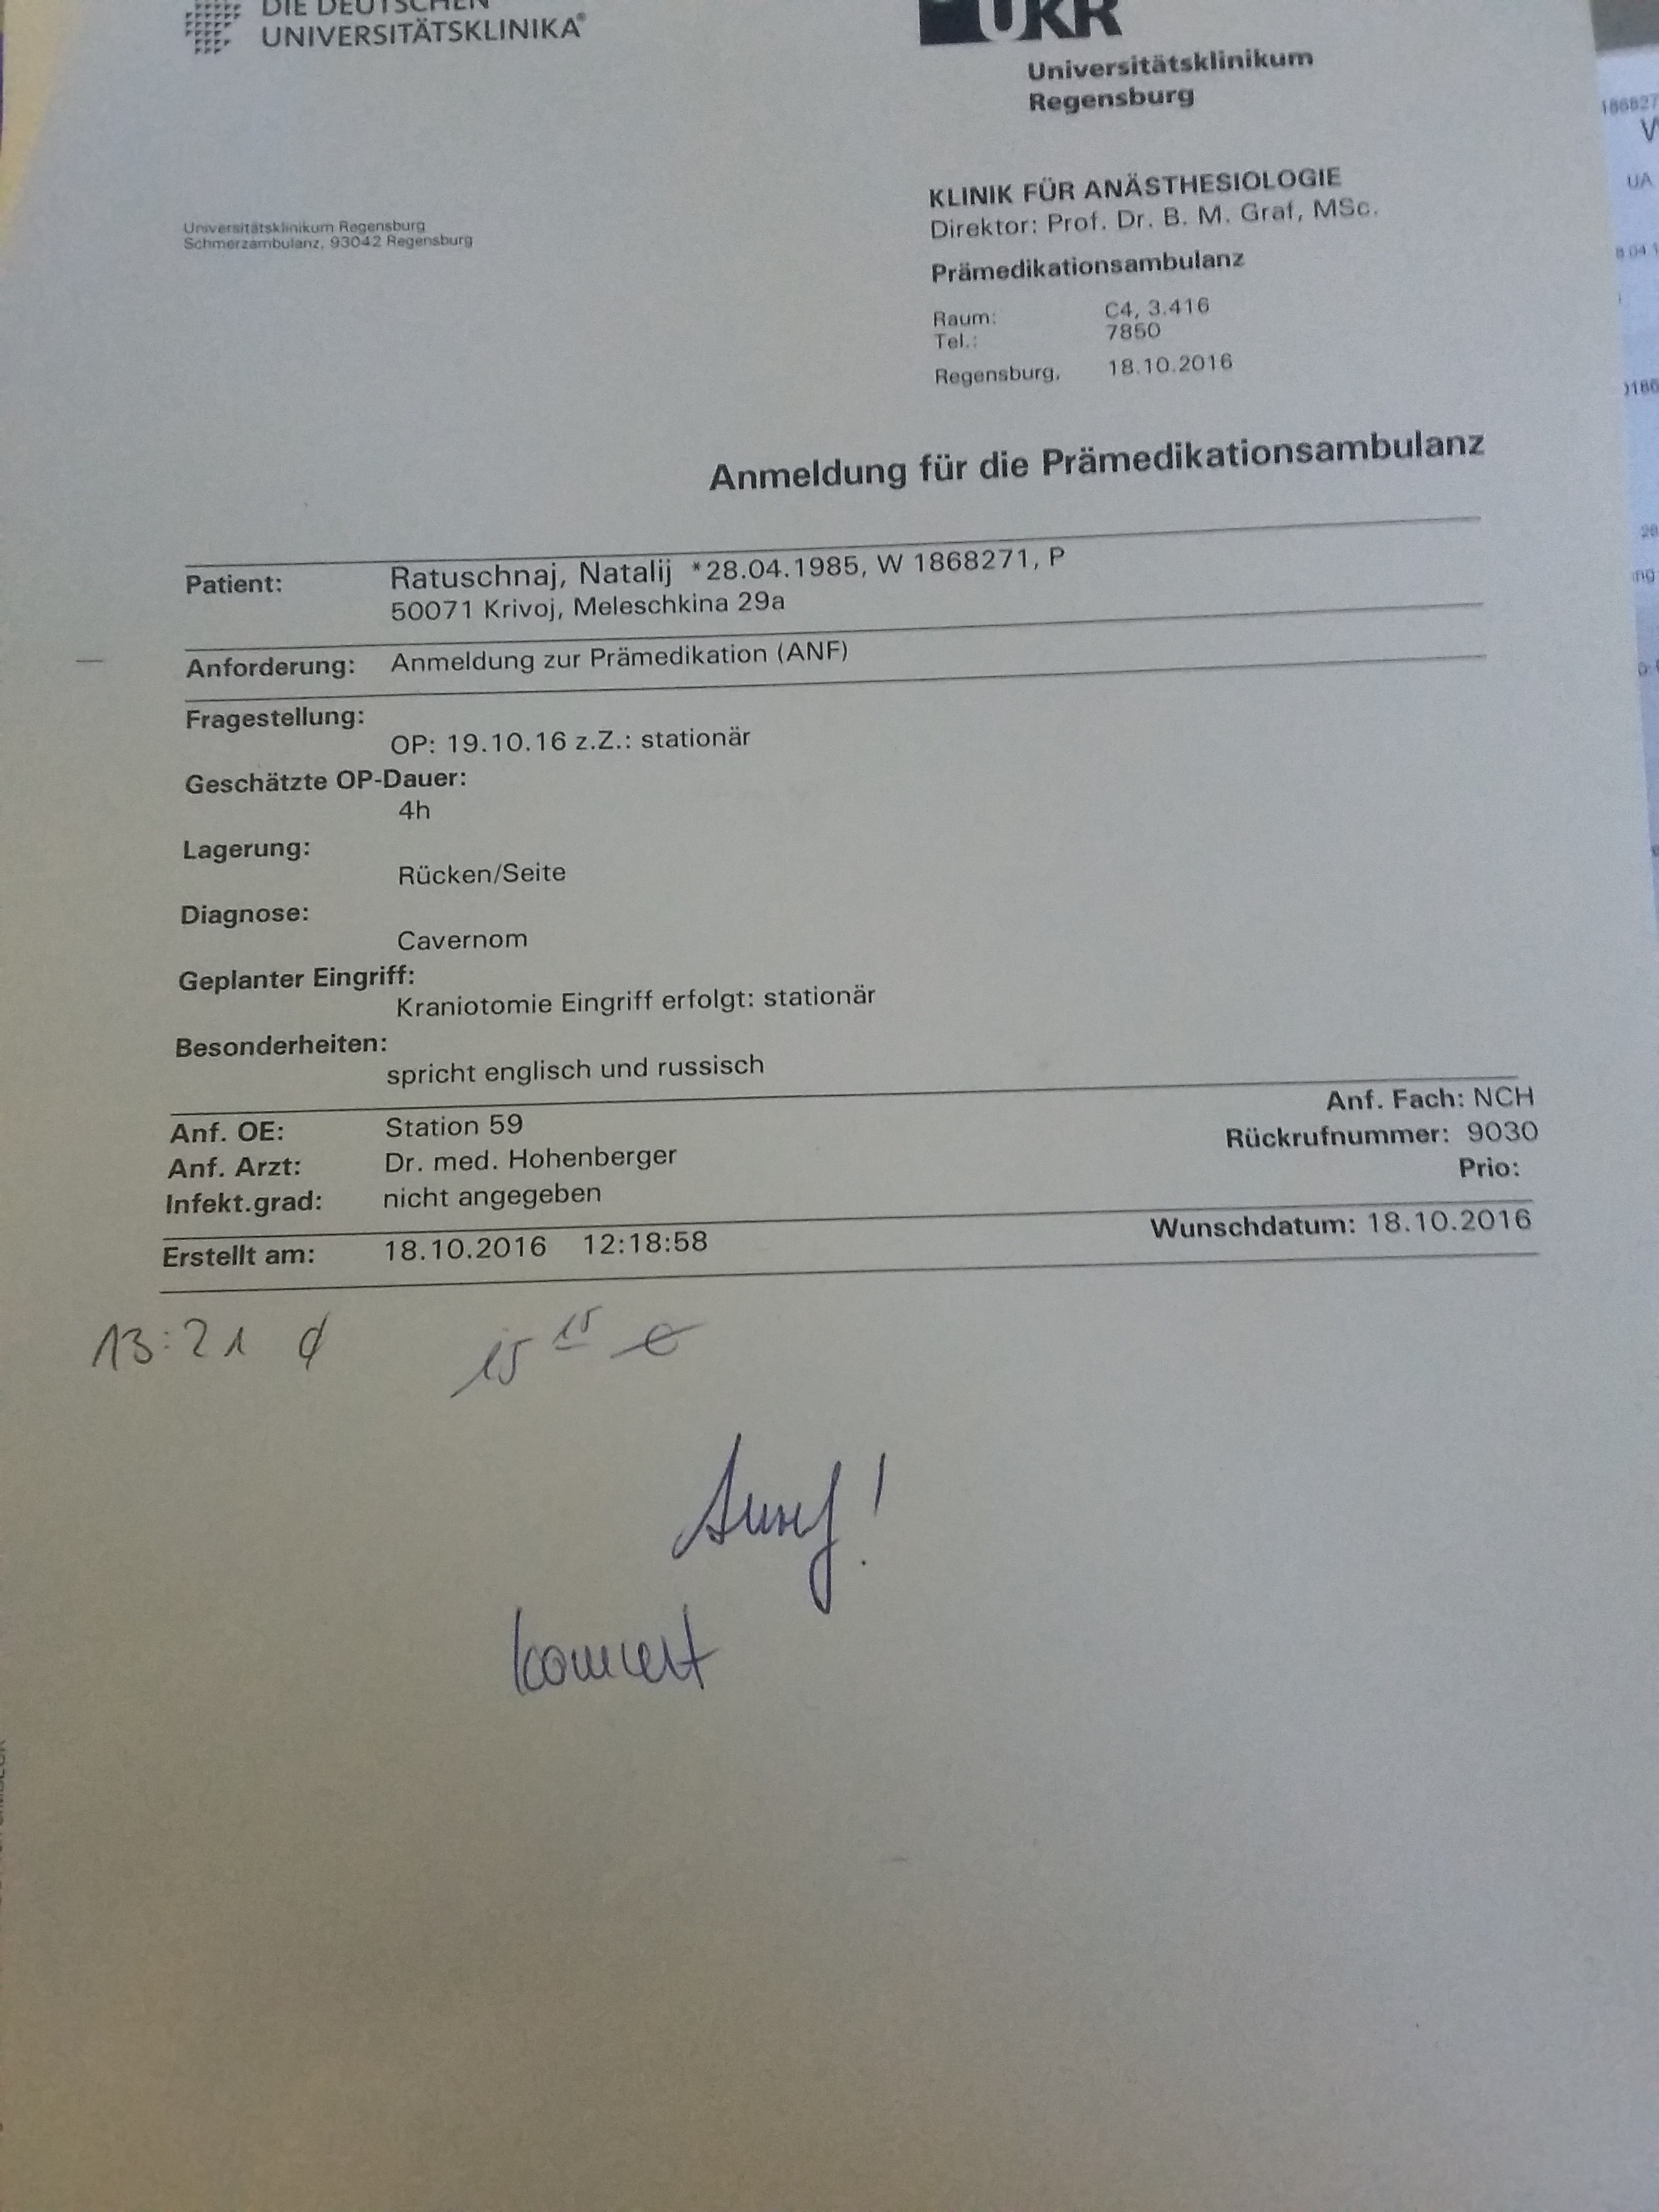 DIE DEUTSCHEN
UNIVERSITÄTSKLINIKA®
UKR
Universitätsklinikum
Regensburg
KLINIK FÜR ANÄSTHESIOLOGIE
Direktor: Prof. Dr. B. M. Graf, MSc.
Universitätsklinikum Regensburg
Schmerzambulanz, 93042 Regensburg
Prämedikationsambulanz
Raum: C4, 3.416
Tel.: 7850
Regensburg, 18.10.2016
Anmeldung für die Prämedikationsambulanz
Patient: Ratuschnaj, Natalij *28.04.1985, W 1868271, P
50071 Krivoj, Meleschkina 29a
Anforderung: Anmeldung zur Prämedikation (ANF)
Fragestellung:
OP: 19.10.16 z.Z.: stationär
Geschätzte OP-Dauer:
4h
Lagerung:
Rücken/Seite
Diagnose:
Cavernom
Geplanter Eingriff:
Kraniotomie Eingriff erfolgt: stationär
Besonderheiten:
spricht englisch und russisch
Anf. OE: Station 59 Anf. Fach: NCH
Anf. Arzt: Dr. med. Hohenberger Rückrufnummer: 9030
Infekt.grad: nicht angegeben Prio:
Erstellt am: 18.10.2016 12:18:58 Wunschdatum: 18.10.2016
13:21
15 15
kommt